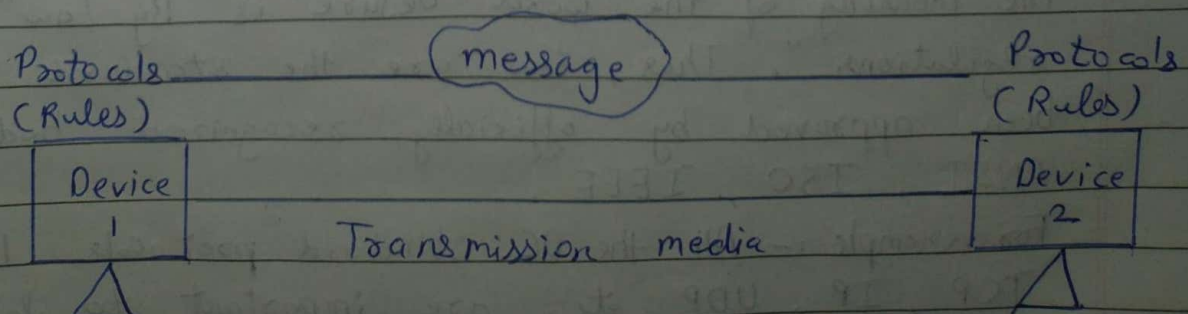 message
Protocols Protocols
(Rules) (Rules)
Device Device
1 2
Transmission media